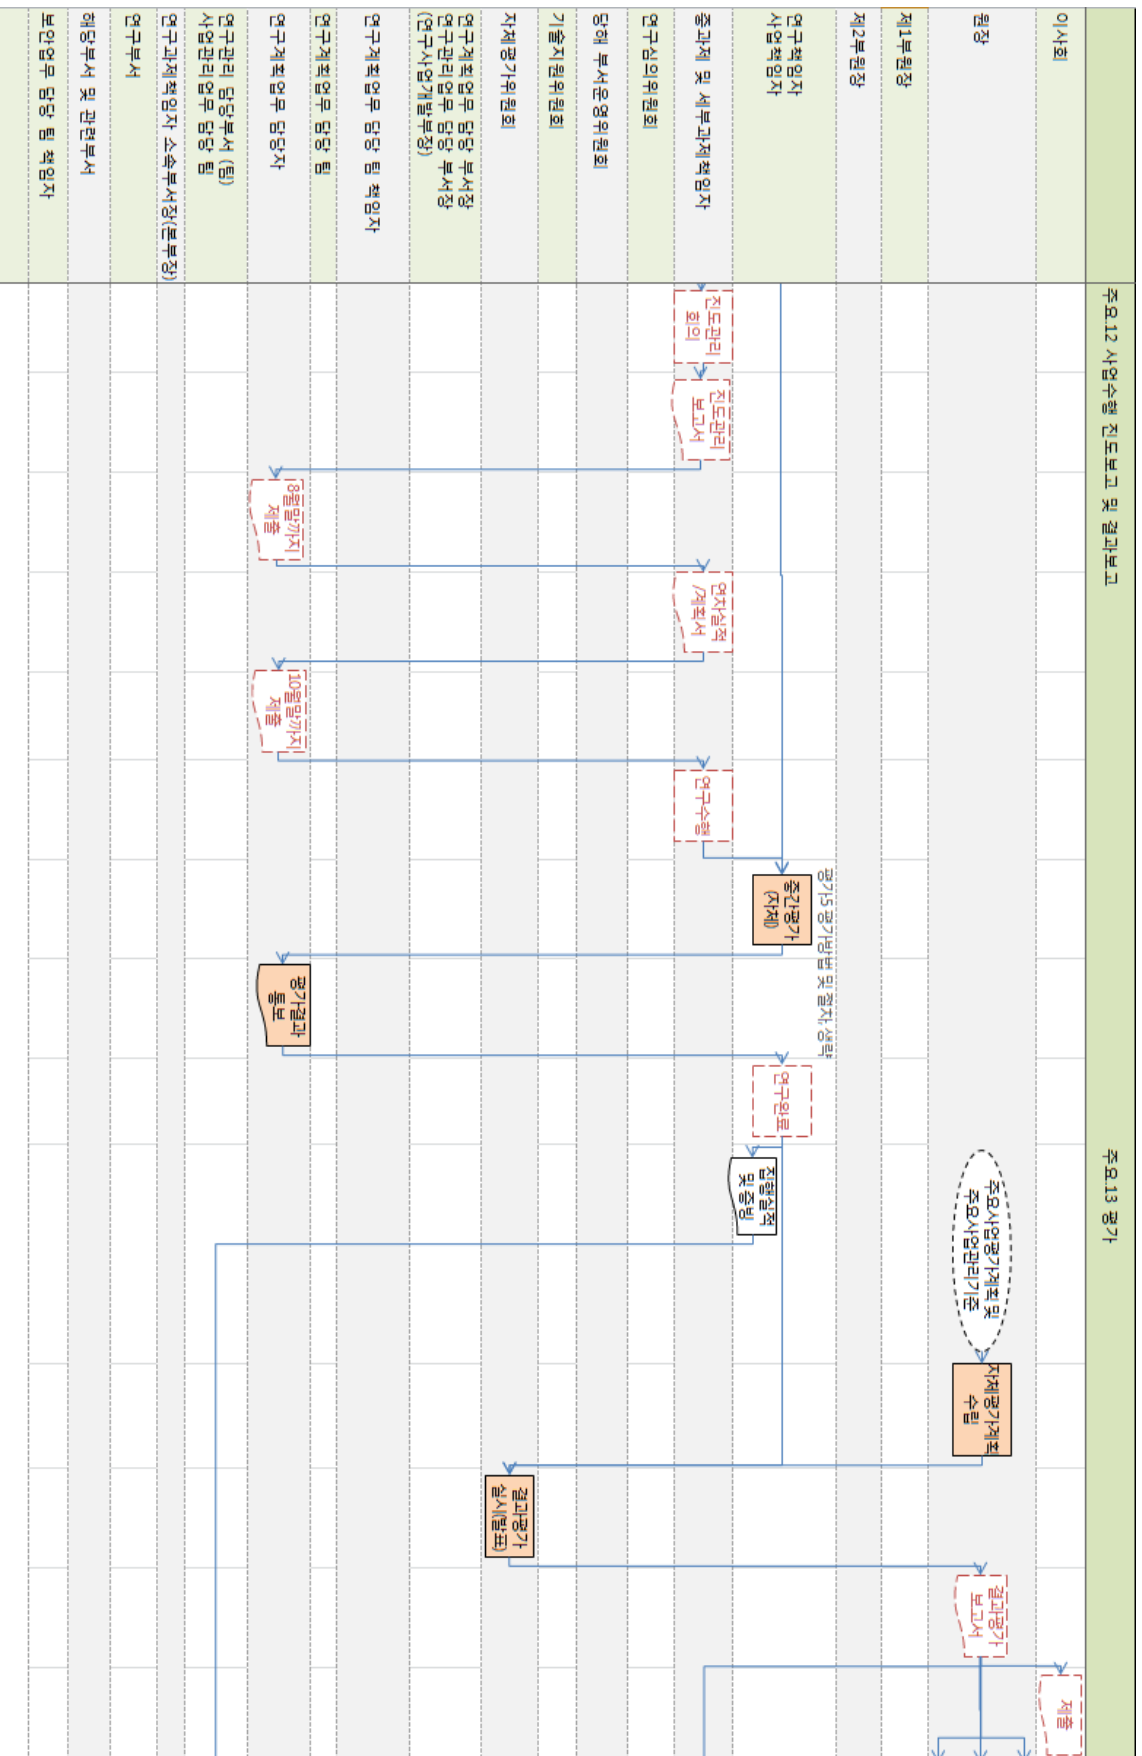 주요.12 사업수행 진도보고 및 결과보고
주요.13 평가
이사회
원장
제1부원장
제2부원장
연구책임자
사업책임자
중과제 및 세부과제책임자
연구심의위원회
당해 부서운영위원회
기술지원위원회
자체평가위원회
연구계획업무 담당 부서장
연구관리업무 담당 부서장
(연구사업개발부장)
연구계획업무 담당 팀 책임자
연구계획업무 담당 팀
연구계획업무 담당자
연구관리 담당부서 (팀)
사업관리업무 담당 팀
연구과제책임자 소속부서장(본부장)
연구부서
해당부서 및 관련부서
보안업무 담당 팀 책임자
진도관리
회의
진도관리
보고서
8월말까지
제출
연차실적
/계획서
10월말까지
제출
연구수행
평가5 평가방법 및 절차, 생략
중간평가
(자체)
평가결과
통보
연구완료
집행실적
및 증빙
주요사업평가계획 및
주요사업관리기준
자체평가계획
수립
결과평가
실시(발표)
결과평가
보고서
제출